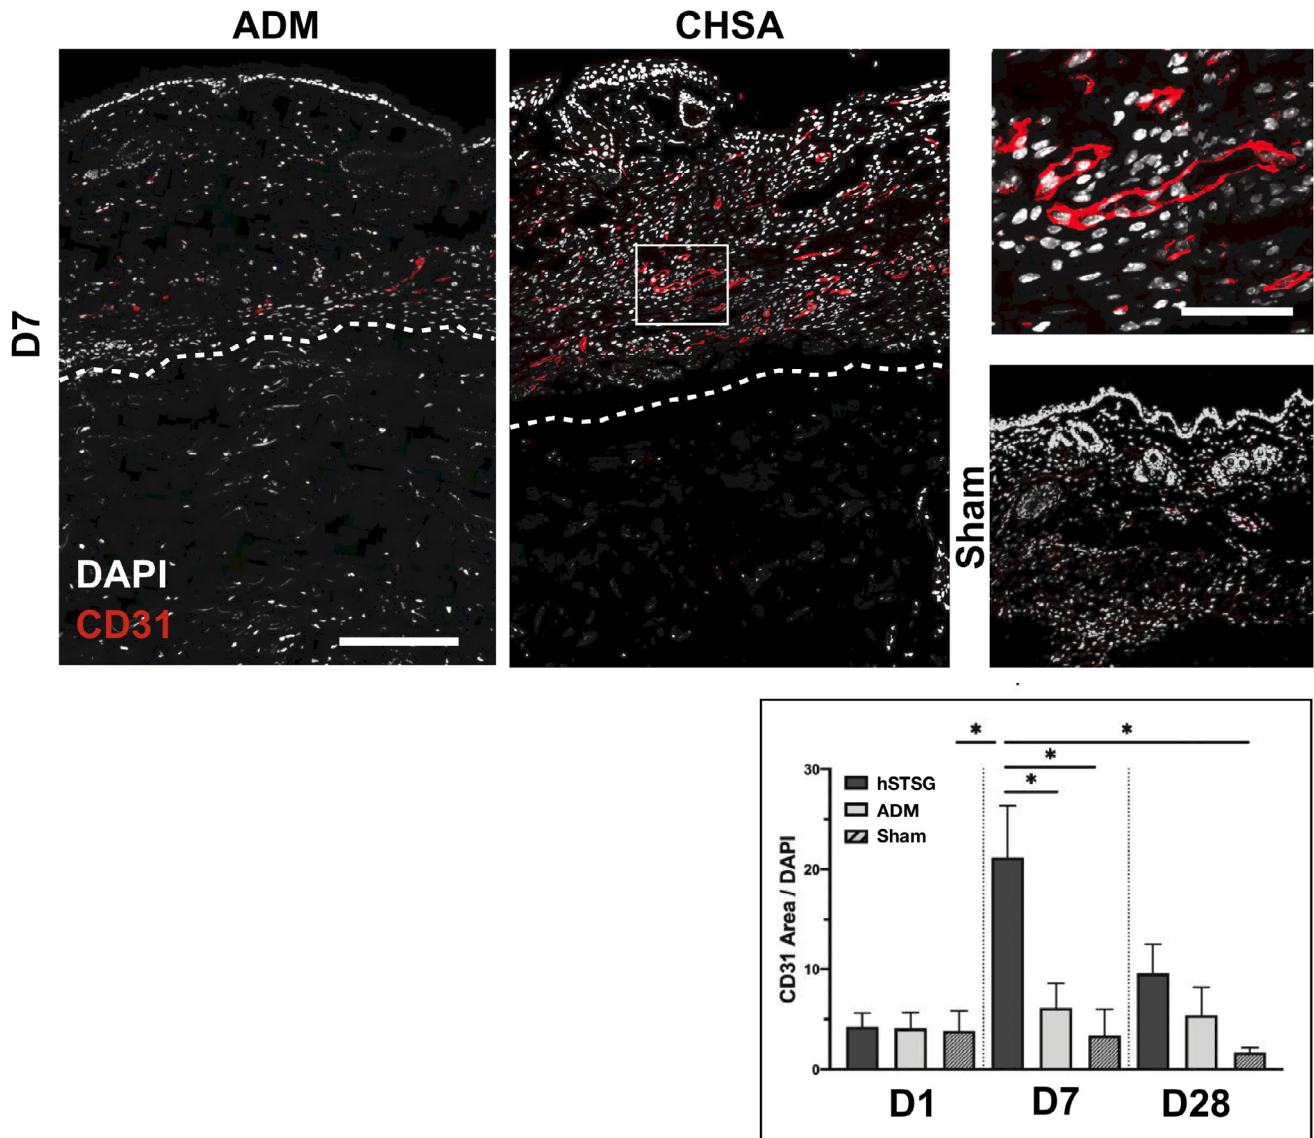 ADM
CHSA
D7
DAPI
CD31
Sham
* *
*
*
30
20
10
0
CD31 Area / DAPI
hSTSG
ADM
Sham
D1 D7 D28